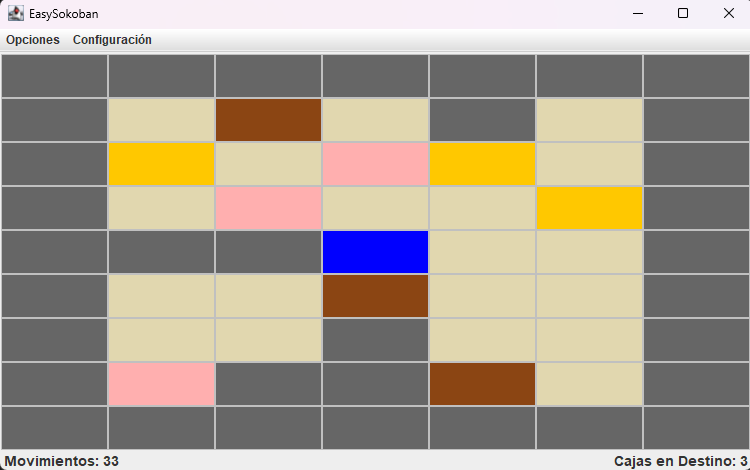 EasySokoban
Opciones Configuración
Movimientos: 33 Cajas en Destino: 3